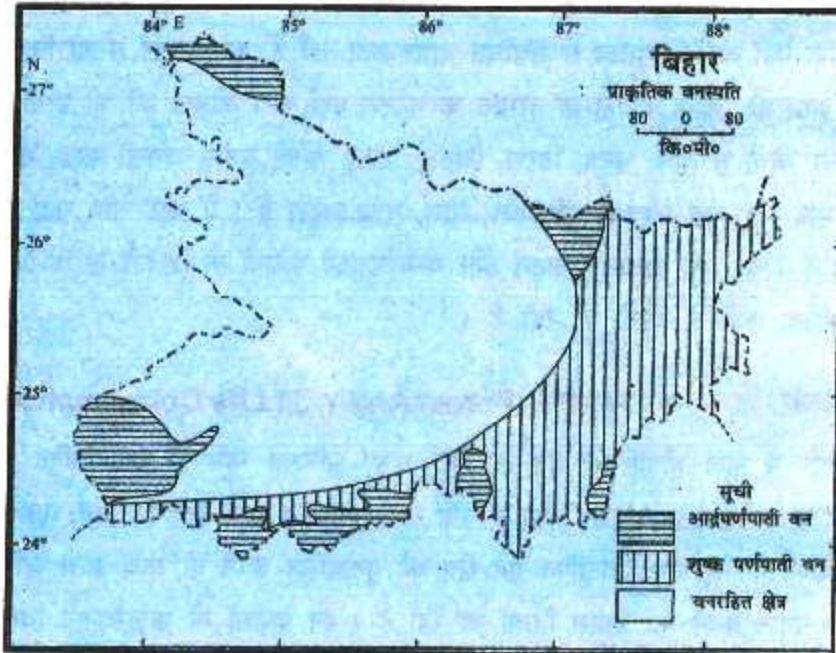 84° E 85° 86° 87° 88°
N
27°
26°
25°
24°
बिहार
प्राकृतिक वनस्पति
80 0 80
कि०मी०
सूची
आर्द्रपर्णपाती वन
शुष्क पर्णपाती वन
वनरहित क्षेत्र